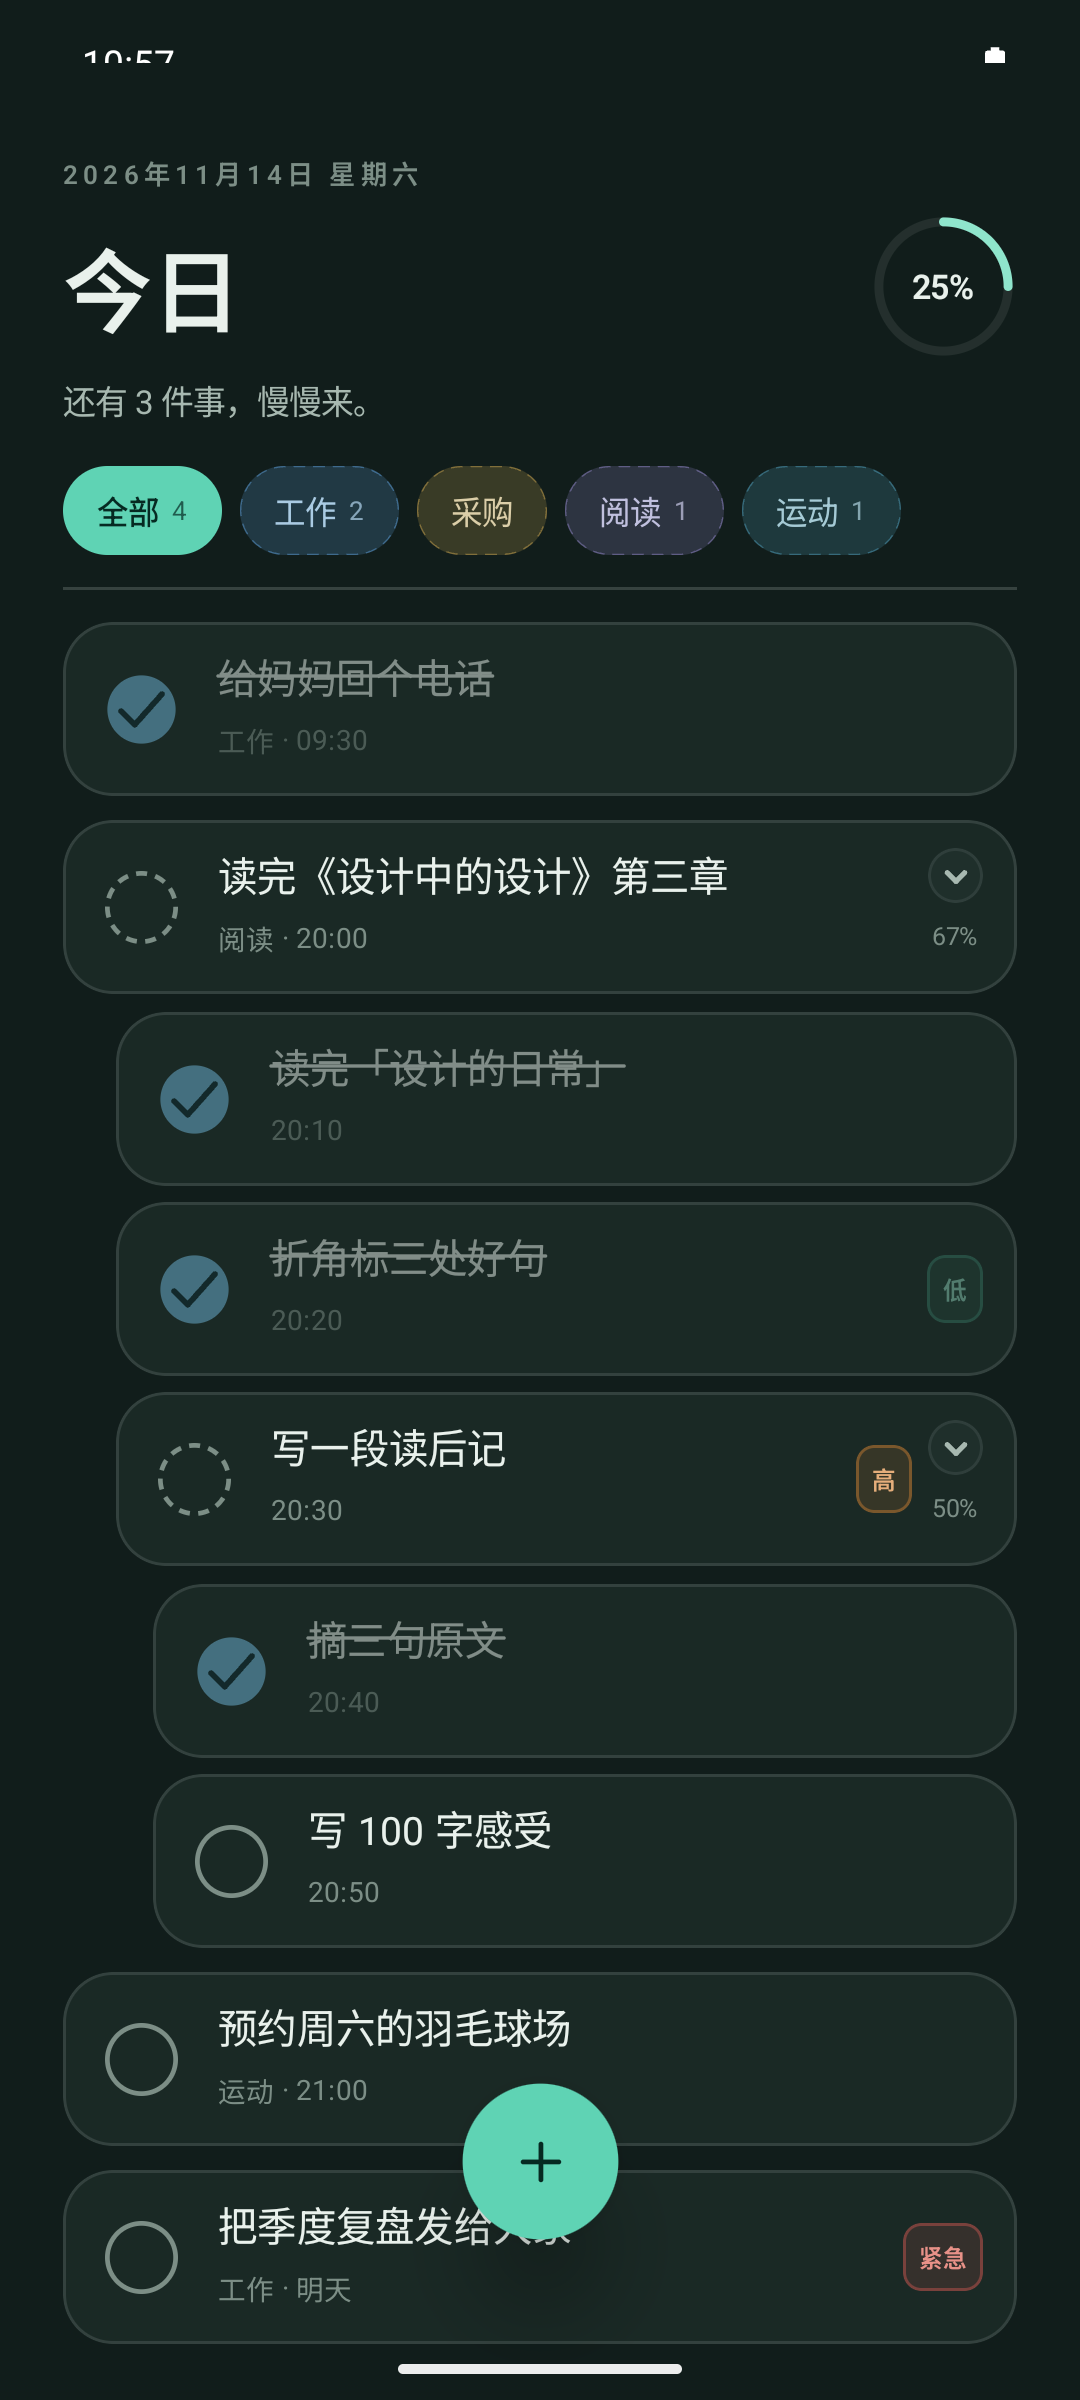 10:57
2026年11月14日 星期六
今日
25%
还有 3 件事，慢慢来。
全部 4
工作 2
采购
阅读 1
运动 1
给妈妈回个电话
工作 · 09:30
读完《设计中的设计》第三章
阅读 · 20:00
67%
读完「设计的日常」
20:10
折角标三处好句
20:20
低
写一段读后记
20:30
高
50%
摘三句原文
20:40
写 100 字感受
20:50
预约周六的羽毛球场
运动 · 21:00
把季度复盘发给大家
工作 · 明天
紧急